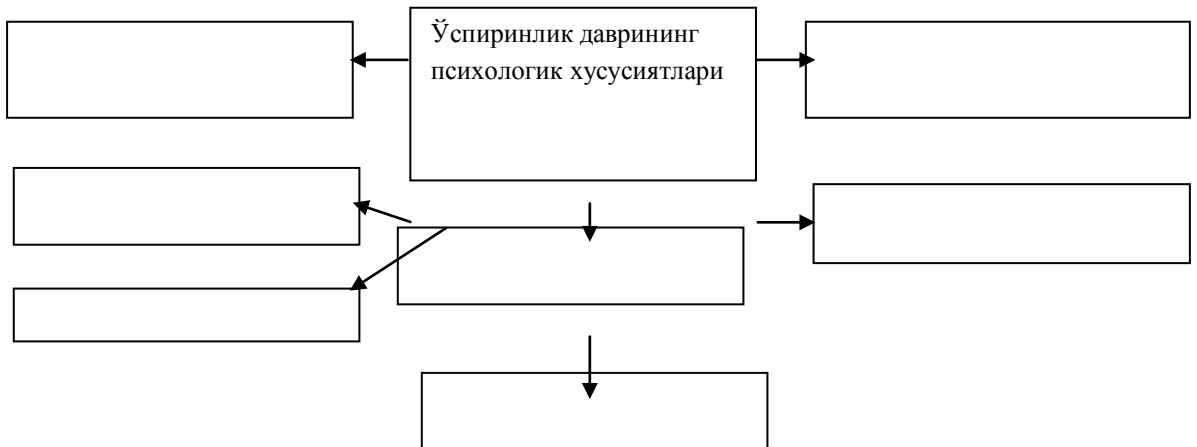 Ўспиринлик даврининг
психологик хусусиятлари